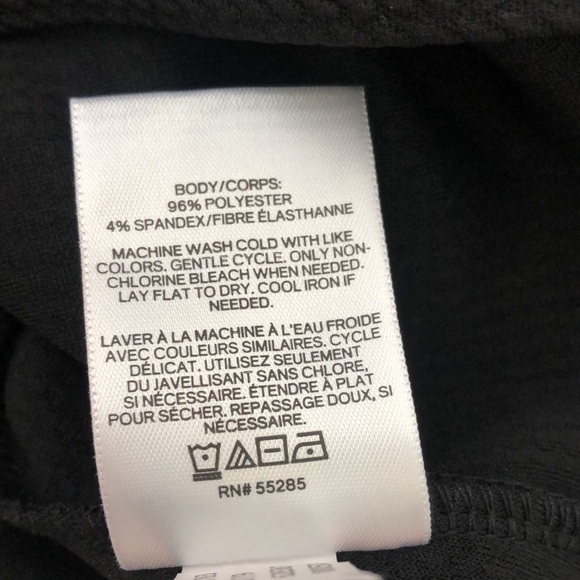 BODY/CORPS:
96% POLYESTER
4% SPANDEX/FIBRE ÉLASTHANNE
MACHINE WASH COLD WITH LIKE
COLORS. GENTLE CYCLE. ONLY NON-
CHLORINE BLEACH WHEN NEEDED.
LAY FLAT TO DRY. COOL IRON IF
NEEDED.
LAVER À LA MACHINE À L'EAU FROIDE
AVEC COULEURS SIMILAIRES. CYCLE
DÉLICAT. UTILISEZ SEULEMENT
DU JAVELLISANT SANS CHLORE,
SI NÉCESSAIRE. ÉTENDRE À PLAT
POUR SÉCHER. REPASSAGE DOUX, SI
NÉCESSAIRE.
RN# 55285